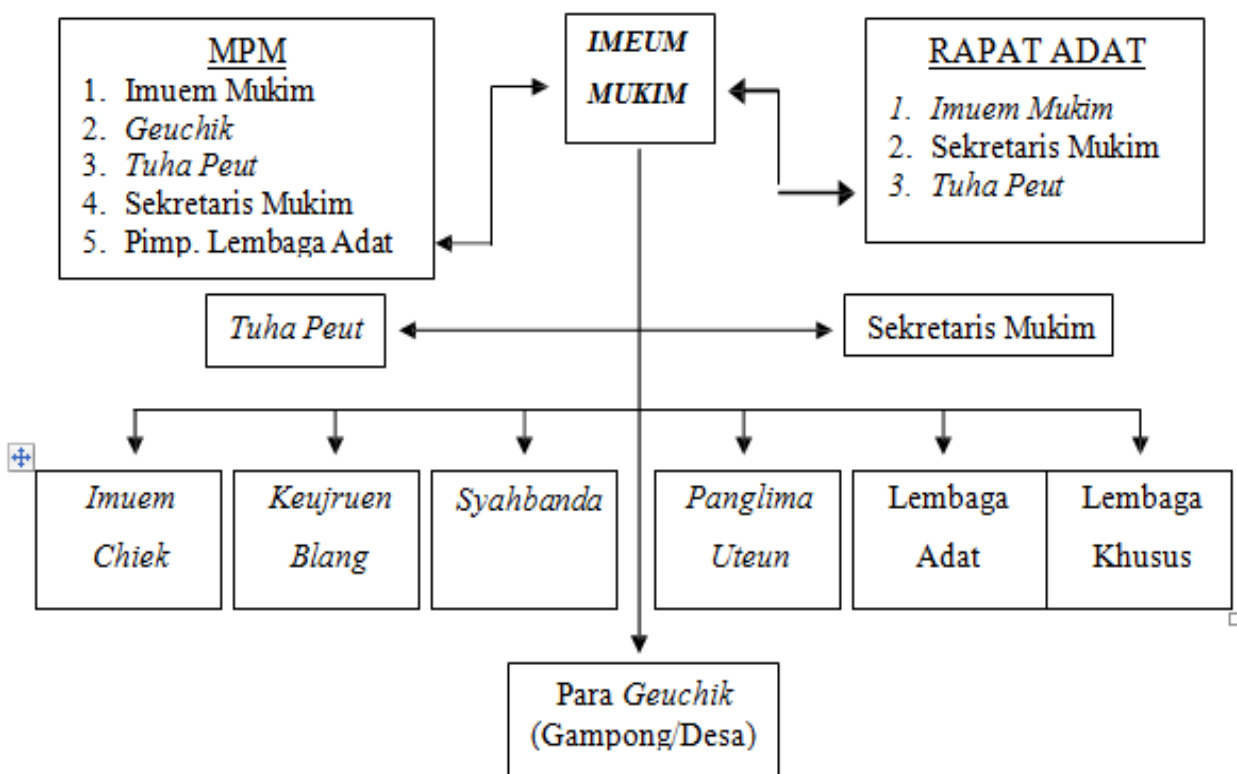 MPM
1. Imuem Mukim
2. Geuchik
3. Tuha Peut
4. Sekretaris Mukim
5. Pimp. Lembaga Adat
IMEUM
MUKIM
RAPAT ADAT
1. Imuem Mukim
2. Sekretaris Mukim
3. Tuha Peut
Tuha Peut
Sekretaris Mukim
Imuem
Chiek
Keujruen
Blang
Syahbanda
Panglima
Uteun
Lembaga
Adat
Lembaga
Khusus
Para Geuchik
(Gampong/Desa)